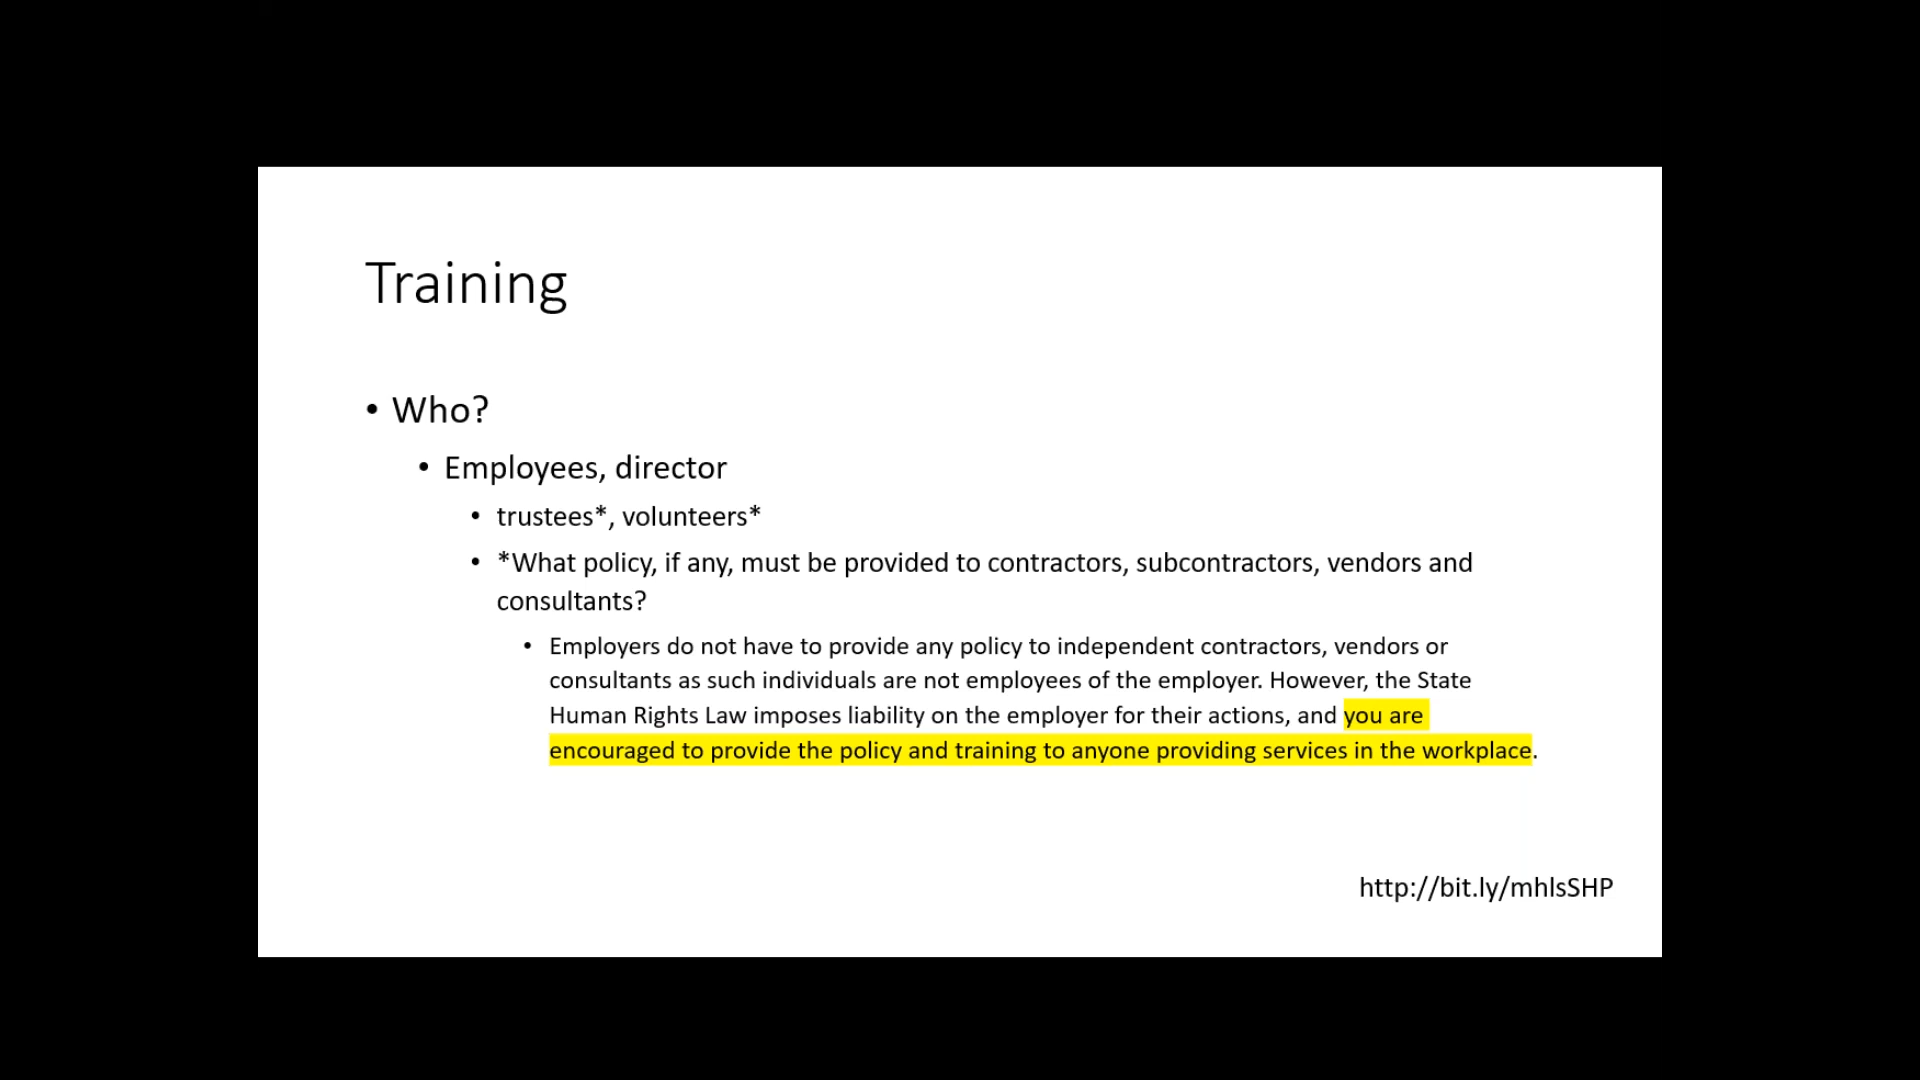 Training
• Who?
• Employees, director
• trustees*, volunteers*
• *What policy, if any, must be provided to contractors, subcontractors, vendors and
consultants?
• Employers do not have to provide any policy to independent contractors, vendors or
consultants as such individuals are not employees of the employer. However, the State
Human Rights Law imposes liability on the employer for their actions, and you are
encouraged to provide the policy and training to anyone providing services in the workplace.
http://bit.ly/mhlsSHP